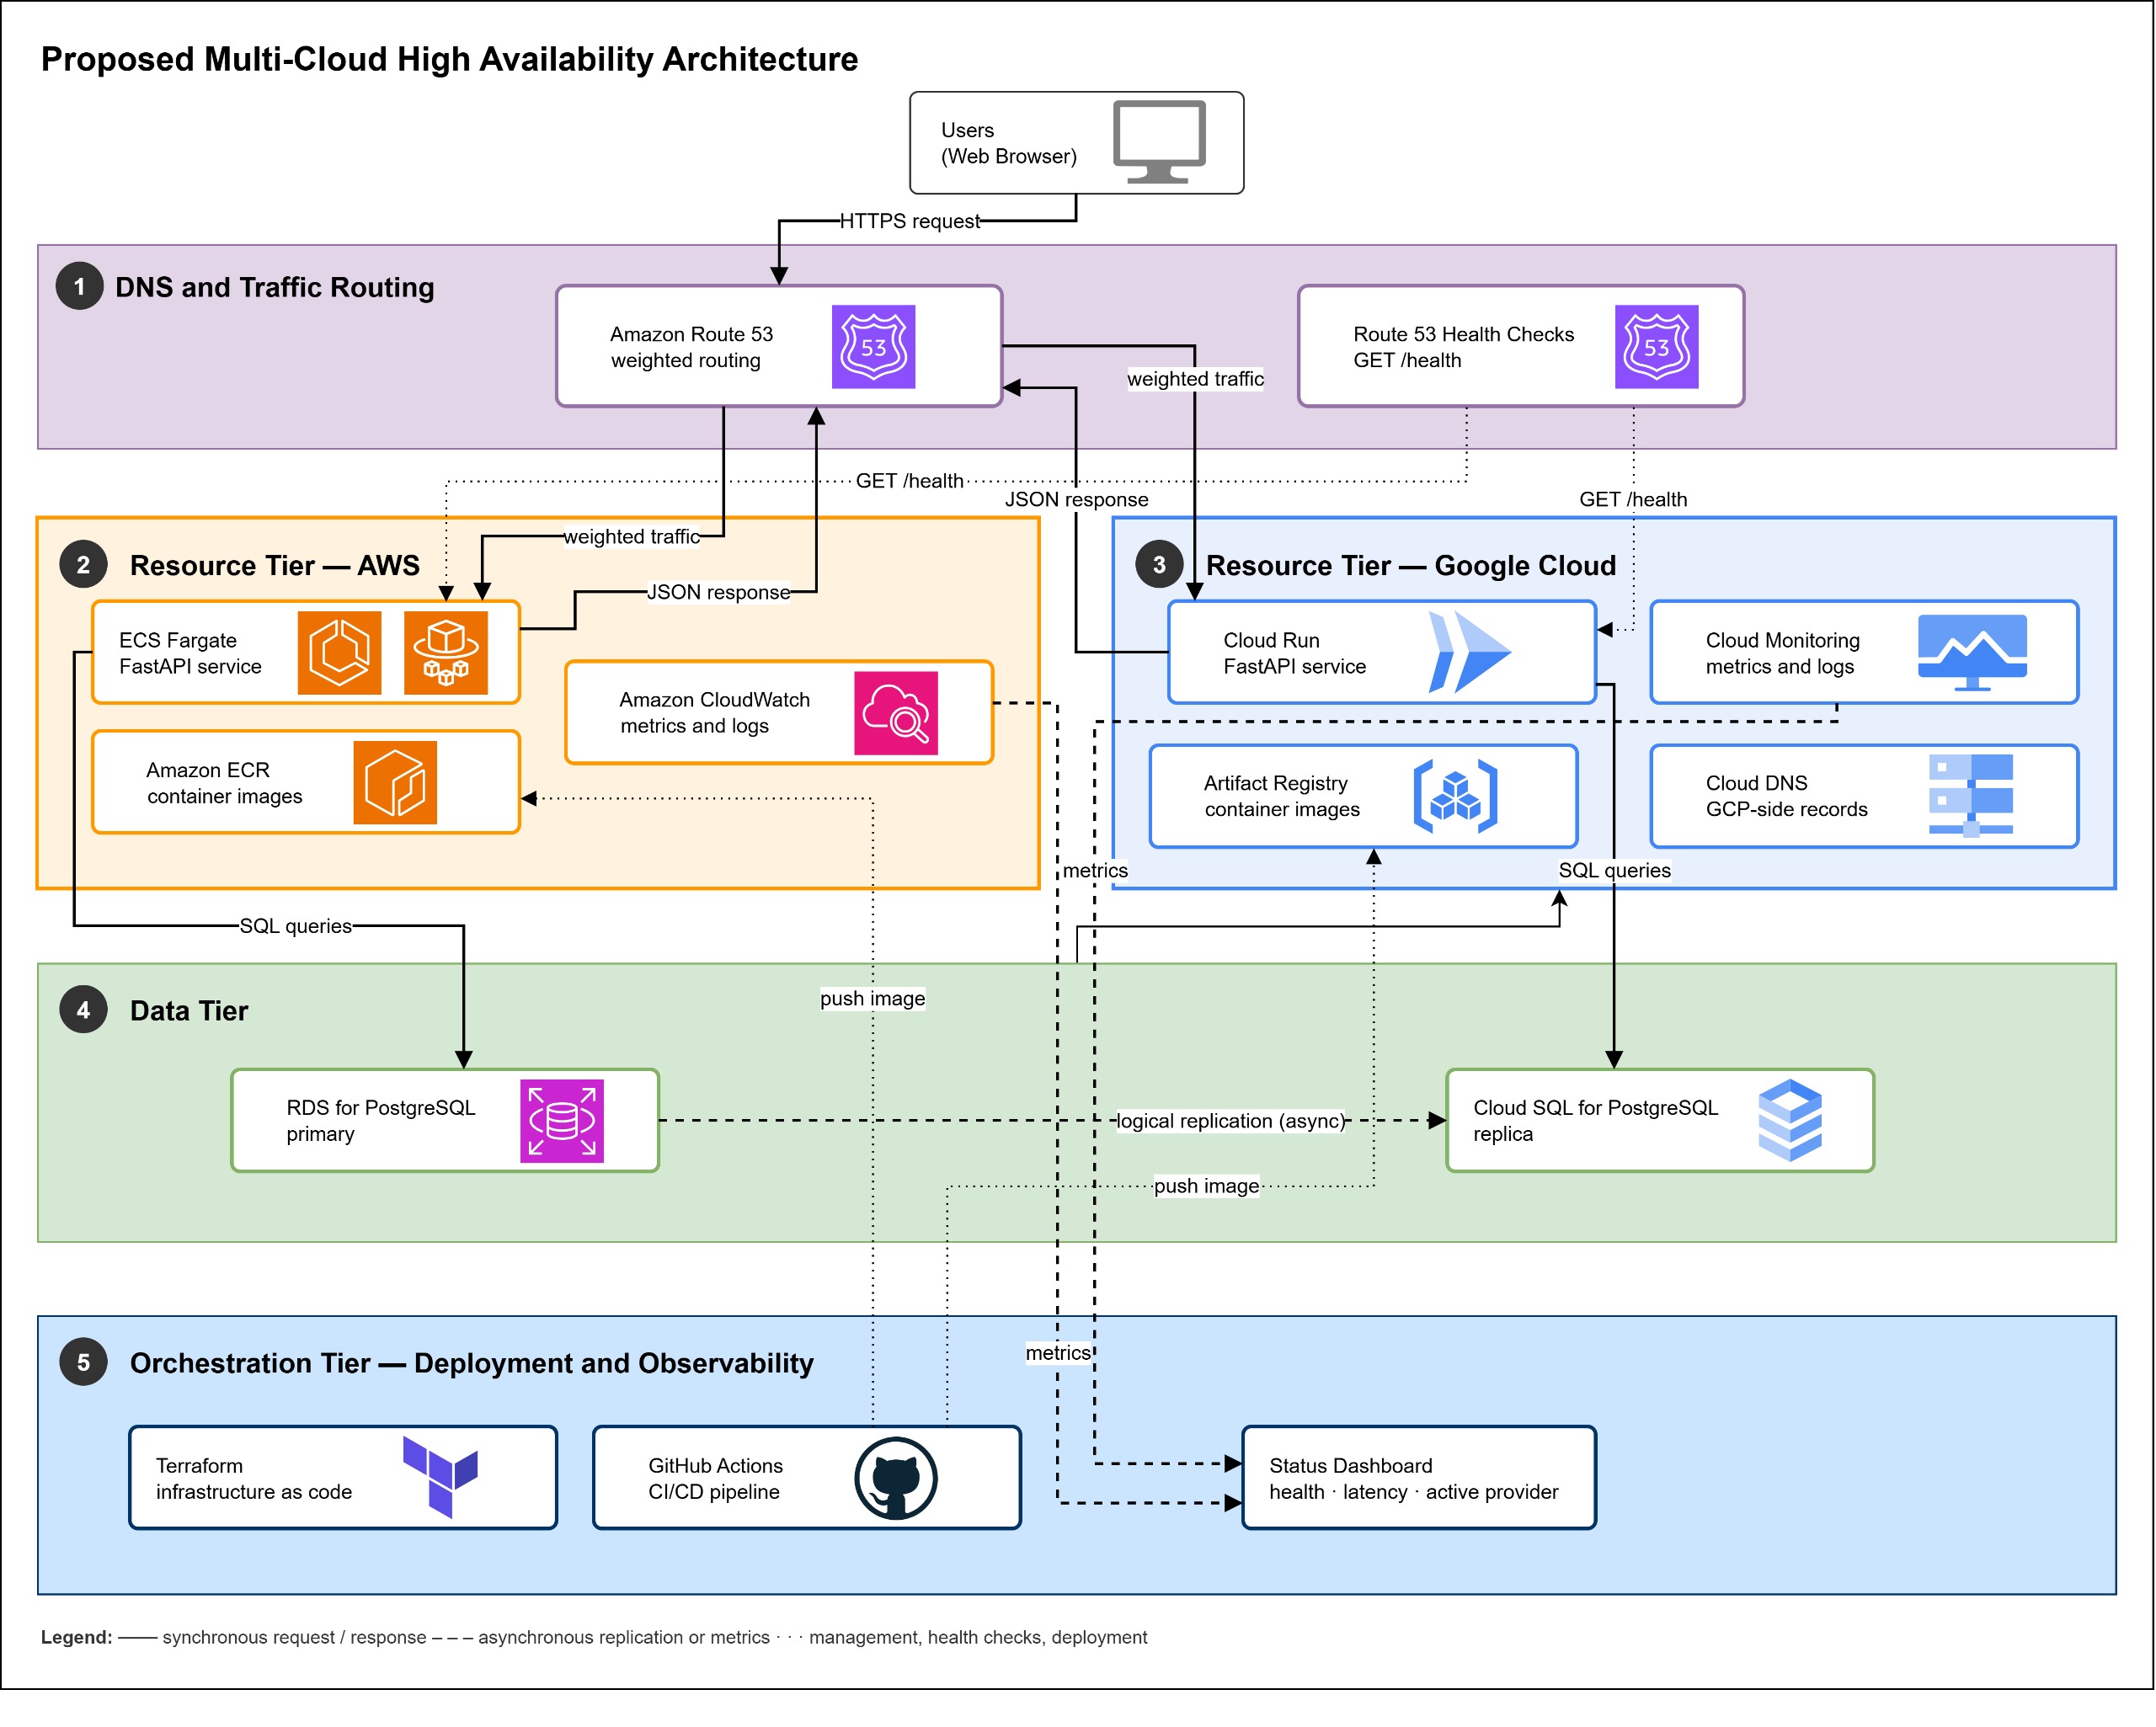 Proposed Multi-Cloud High Availability Architecture
Users
(Web Browser)
HTTPS request
1
DNS and Traffic Routing
Amazon Route 53
weighted routing
53
Route 53 Health Checks
GET /health
53
weighted traffic
GET /health
JSON response
GET /health
weighted traffic
2
Resource Tier — AWS
JSON response
3
Resource Tier — Google Cloud
ECS Fargate
FastAPI service
Amazon CloudWatch
metrics and logs
Amazon ECR
container images
Cloud Run
FastAPI service
Cloud Monitoring
metrics and logs
Artifact Registry
container images
Cloud DNS
GCP-side records
metrics
SQL queries
SQL queries
4
Data Tier
push image
RDS for PostgreSQL
primary
logical replication (async)
Cloud SQL for PostgreSQL
replica
push image
metrics
5
Orchestration Tier — Deployment and Observability
Terraform
infrastructure as code
GitHub Actions
CI/CD pipeline
Status Dashboard
health · latency · active provider
Legend: —— synchronous request / response – – – asynchronous replication or metrics · · · management, health checks, deployment